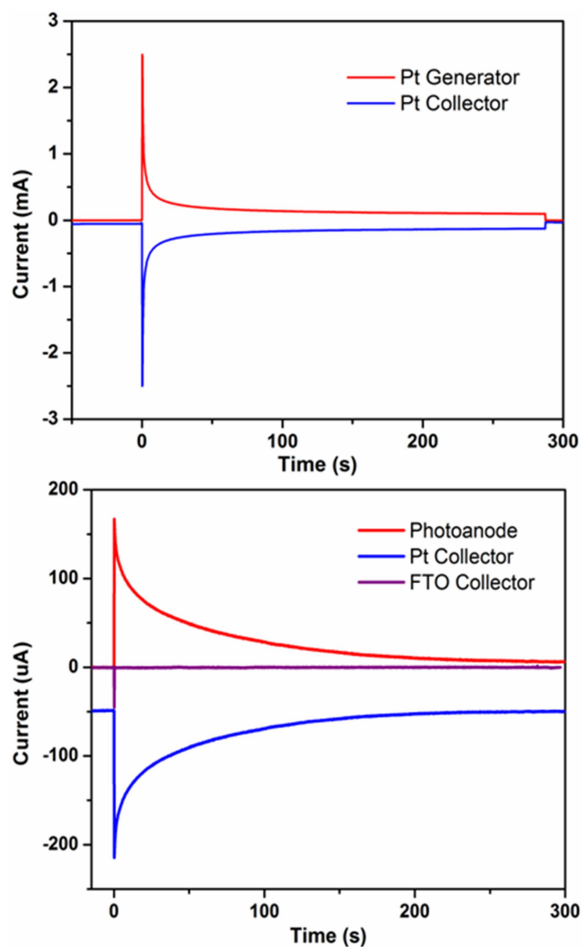 3
2
1
0
-1
-2
-3
Current (mA)
Pt Generator
Pt Collector
0
100
200
300
Time (s)
200
100
0
-100
-200
Current (uA)
Photoanode
Pt Collector
FTO Collector
0
100
200
300
Time (s)